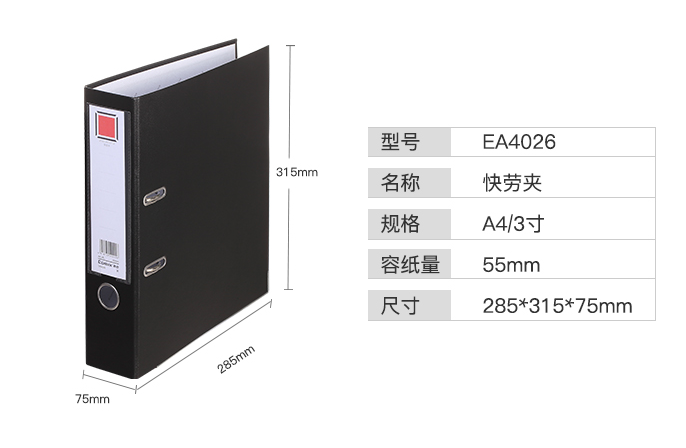 315mm
285mm
75mm
型号 EA4026
名称 快劳夹
规格 A4/3寸
容纸量 55mm
尺寸 285*315*75mm